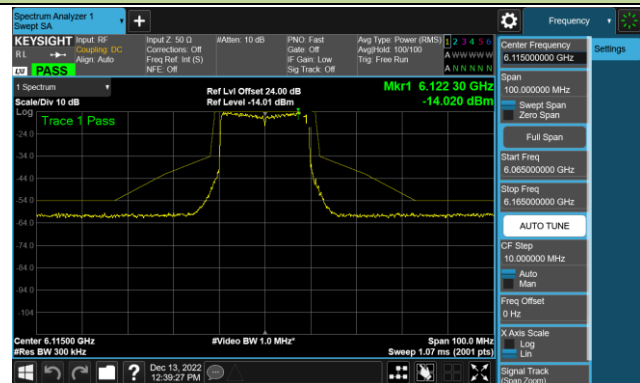 Spectrum Analyzer 1
Swept SA
Frequency
KEYSIGHT
RL
LXI PASS
Input: RF
Coupling: DC
Align: Auto
Input Z: 50 Ω
Corrections: Off
Freq Ref: Int (S)
NFE: Off
#Atten: 10 dB
PNO: Fast
Gate: Off
IF Gain: Low
Sig Track: Off
Avg Type: Power (RMS)
Avg|Hold: 100/100
Trig: Free Run
1 2 3 4 5 6
A W W W W W
A N N N N N
1 Spectrum
Scale/Div 10 dB
Log
Ref Lvl Offset 24.00 dB
Ref Level -14.01 dBm
Mkr1 6.122 30 GHz
-14.020 dBm
Trace 1 Pass
1
-24.0
-34.0
-44.0
-54.0
-64.0
-74.0
-84.0
-94.0
-104
Center 6.11500 GHz
#Res BW 300 kHz
#Video BW 1.0 MHz*
Span 100.0 MHz
Sweep 1.07 ms (2001 pts)
Dec 13, 2022
12:39:27 PM
Center Frequency
6.115000000 GHz
Settings
Span
100.000000 MHz
Swept Span
Zero Span
Full Span
Start Freq
6.065000000 GHz
Stop Freq
6.165000000 GHz
AUTO TUNE
CF Step
10.000000 MHz
Auto
Man
Freq Offset
0 Hz
X Axis Scale
Log
Lin
Signal Track
(Span Zoom)